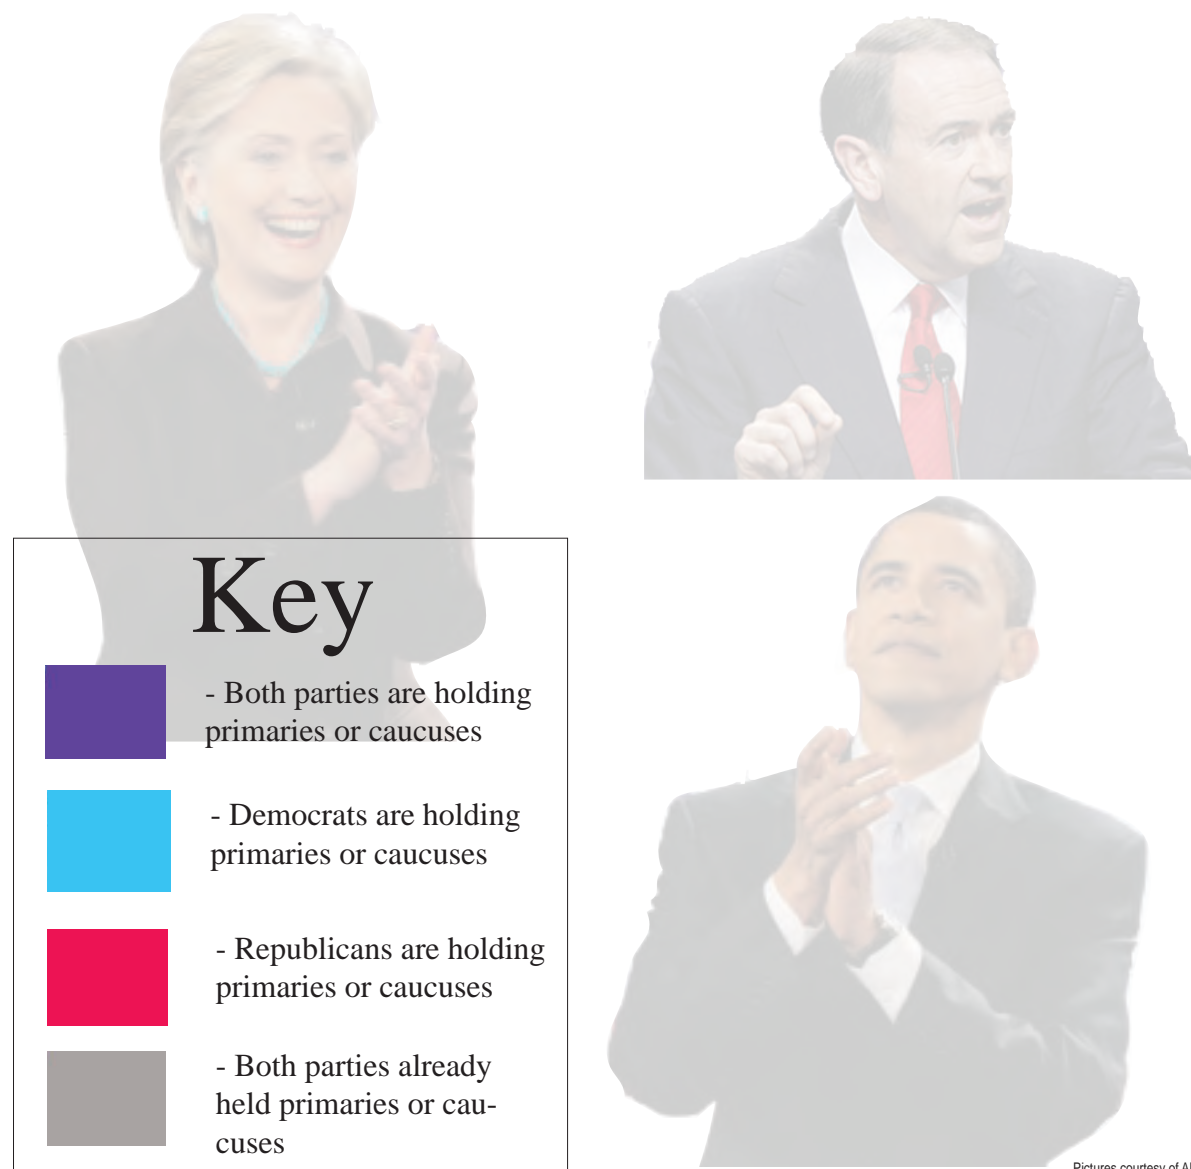 Key
- Both parties are holding
primaries or caucuses
- Democrats are holding
primaries or caucuses
- Republicans are holding
primaries or caucuses
- Both parties already
held primaries or cau-
cuses
Pictures courtesy of